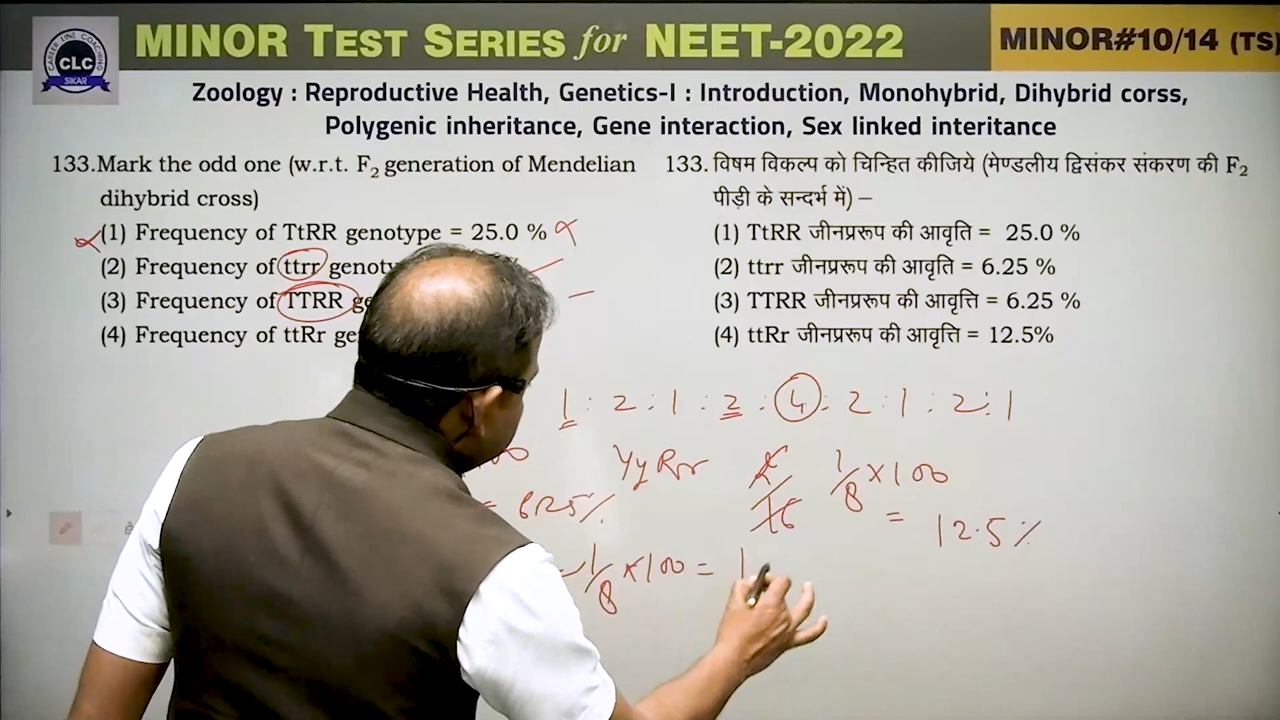 MINOR TEST SERIES for NEET-2022
MINOR#10/14 (TS)
CAREER LINE COACHING
CLC
SIKAR
Zoology : Reproductive Health, Genetics-I : Introduction, Monohybrid, Dihybrid corss,
Polygenic inheritance, Gene interaction, Sex linked interitance
133.Mark the odd one (w.r.t. F₂ generation of Mendelian
dihybrid cross)
(1) Frequency of TtRR genotype = 25.0 %
(2) Frequency of ttrr
(3) Frequency of TTRR
(4) Frequency of ttRr
133. विषम विकल्प को चिन्हित कीजिये (मेण्डलीय द्विसंकर संकरण की F₂
पीड़ी के सन्दर्भ में) –
(1) TtRR जीनप्ररूप की आवृति = 25.0 %
(2) ttrr जीनप्ररूप की आवृति = 6.25 %
(3) TTRR जीनप्ररूप की आवृत्ति = 6.25 %
(4) ttRr जीनप्ररूप की आवृत्ति = 12.5%
1 : 2 : 1 : 2 : 4 : 2 : 1 : 2 : 1
YyRr 1/8 × 100
= 12.5 %
1/8 × 100 = 1